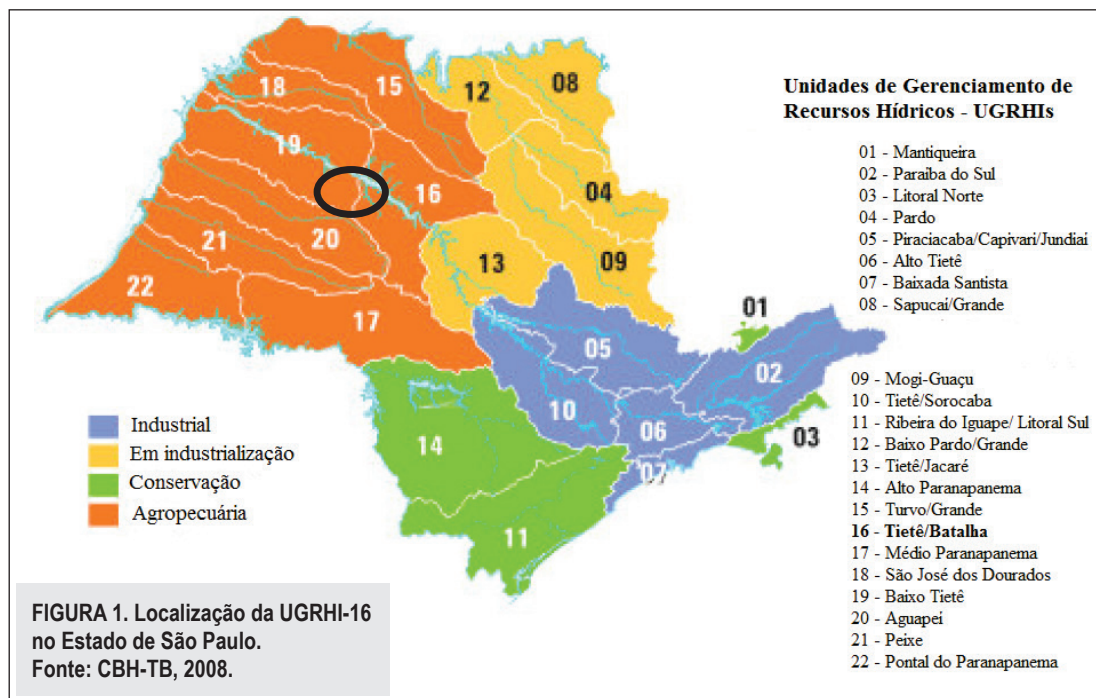 18
15
12
08
19
16
04
20
21
13
09
22
17
01
05
02
10
06
03
14
07
11
Unidades de Gerenciamento de
Recursos Hídricos - UGRHIs
01 - Mantiqueira
02 - Paraiba do Sul
03 - Litoral Norte
04 - Pardo
05 - Piraciacaba/Capivari/Jundiaí
06 - Alto Tietê
07 - Baixada Santista
08 - Sapucaí/Grande
09 - Mogi-Guaçu
10 - Tietê/Sorocaba
11 - Ribeira do Iguape/ Litoral Sul
12 - Baixo Pardo/Grande
13 - Tietê/Jacaré
14 - Alto Paranapanema
15 - Turvo/Grande
16 - Tietê/Batalha
17 - Médio Paranapanema
18 - São José dos Dourados
19 - Baixo Tietê
20 - Aguapeí
21 - Peixe
22 - Pontal do Paranapanema
Industrial
Em industrialização
Conservação
Agropecuária
FIGURA 1. Localização da UGRHI-16
no Estado de São Paulo.
Fonte: CBH-TB, 2008.